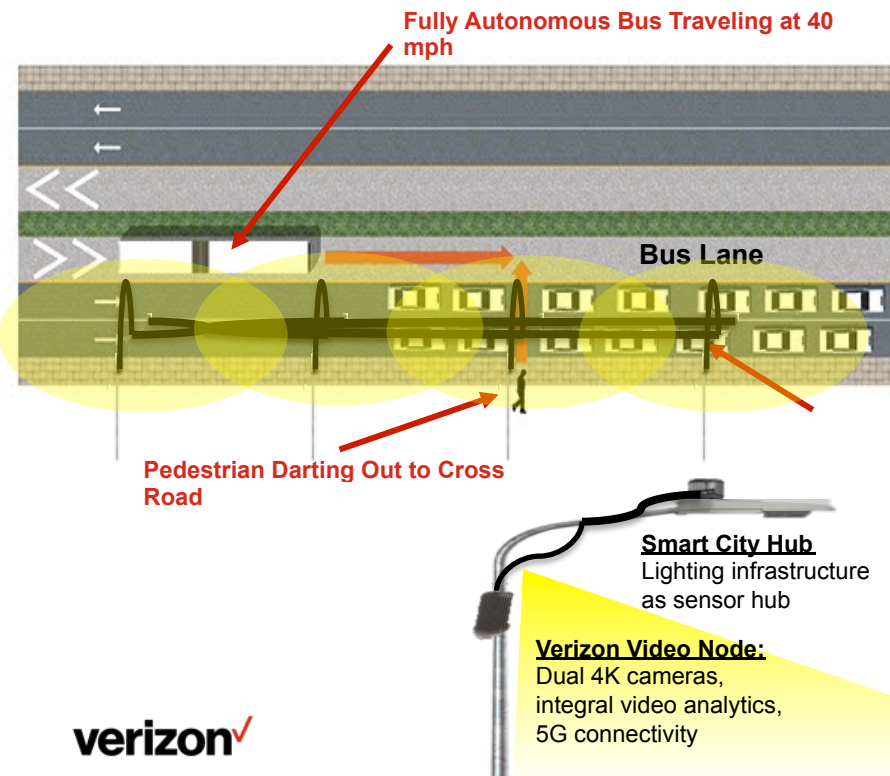 Fully Autonomous Bus Traveling at 40
mph
Bus Lane
Pedestrian Darting Out to Cross
Road
Smart City Hub
Lighting infrastructure
as sensor hub
Verizon Video Node:
Dual 4K cameras,
integral video analytics,
5G connectivity
verizon✓